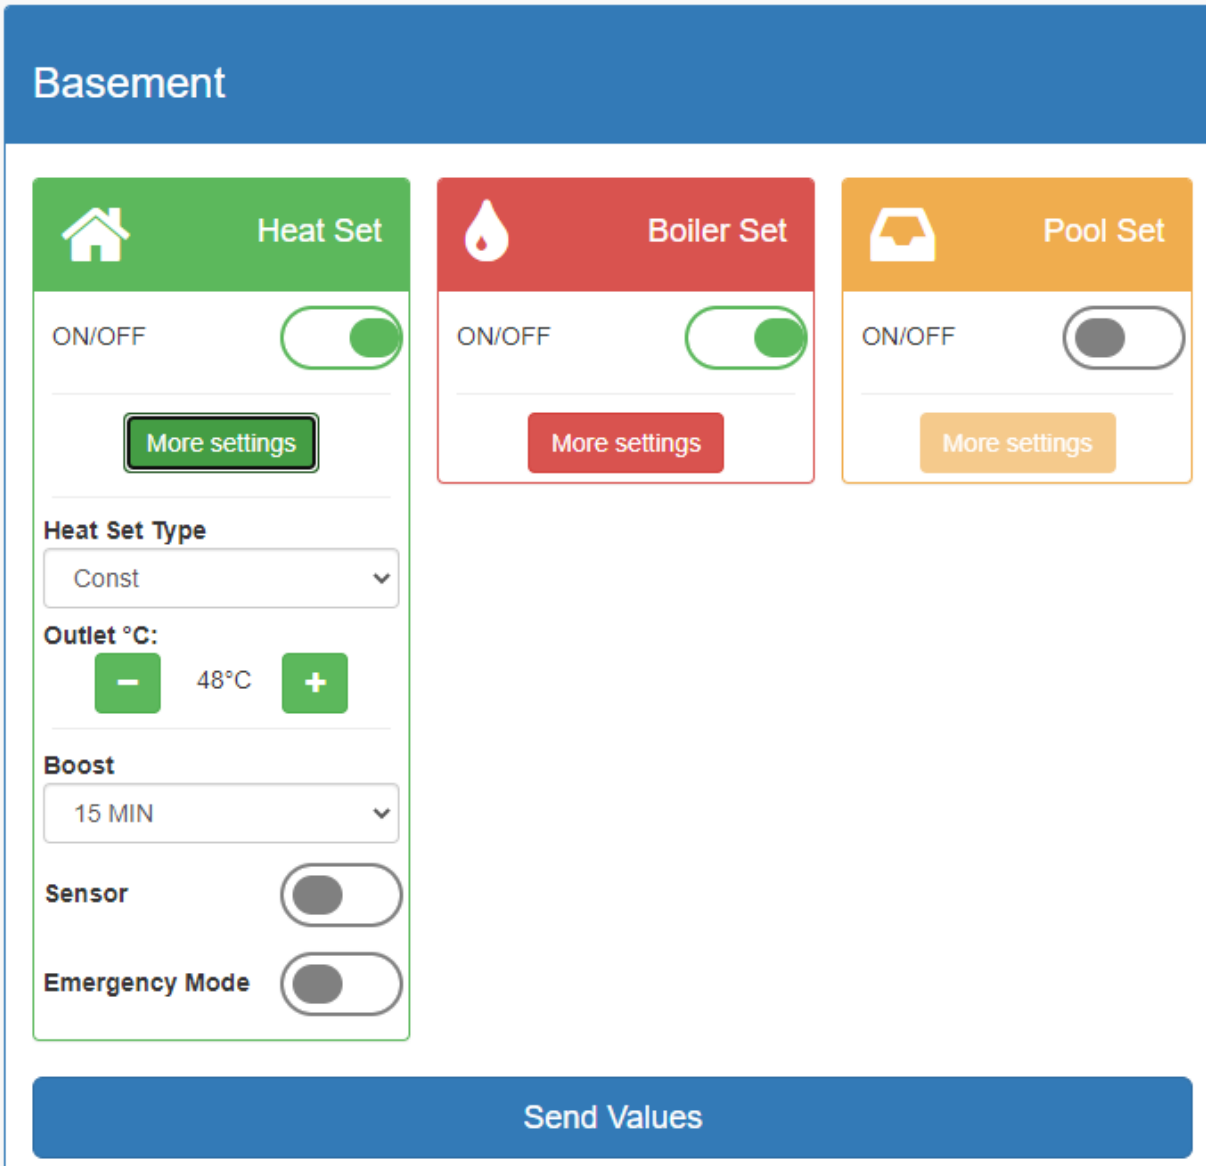 Basement
Heat Set
ON/OFF
More settings
Heat Set Type
Const
Outlet °C:
48°C
Boost
15 MIN
Sensor
Emergency Mode
Boiler Set
ON/OFF
More settings
Pool Set
ON/OFF
More settings
Send Values